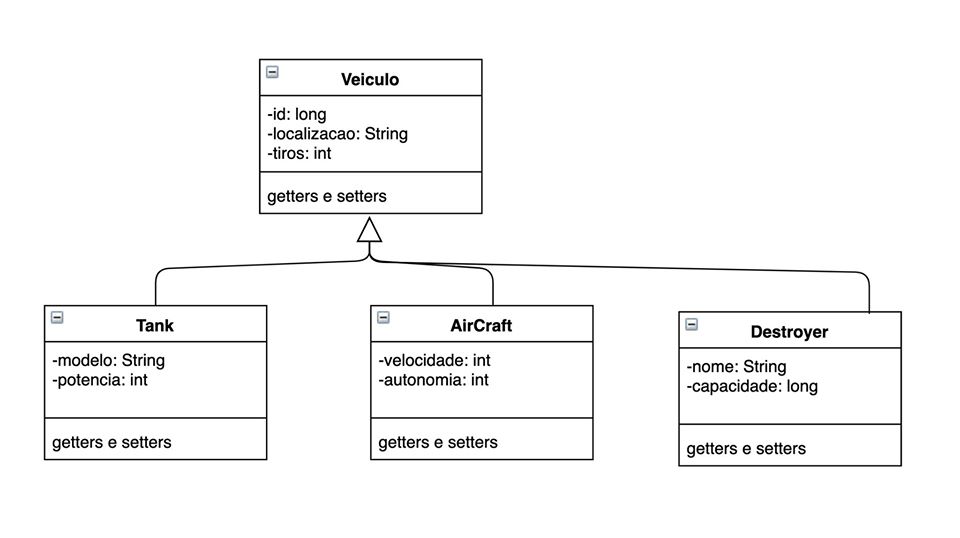 Veiculo
-id: long
-localizacao: String
-tiros: int
getters e setters
Tank
-modelo: String
-potencia: int
getters e setters
AirCraft
-velocidade: int
-autonomia: int
getters e setters
Destroyer
-nome: String
-capacidade: long
getters e setters